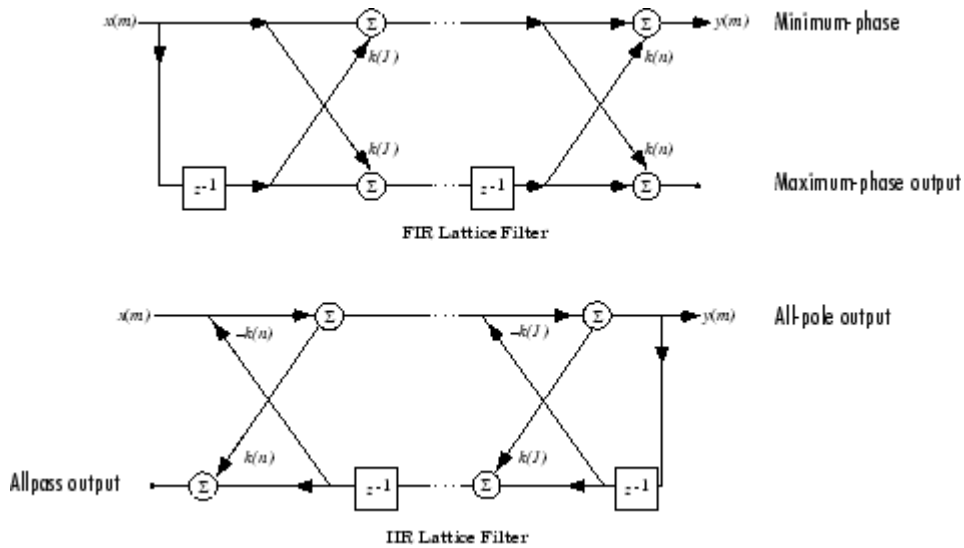 x(m) Σ ··· Σ y(m) Minimum-phase
k(1) k(n)
k(1) k(n)
z⁻¹ Σ ··· z⁻¹ Σ Maximum-phase output
FIR Lattice Filter
x(m) Σ ··· Σ y(m) All-pole output
–k(n) –k(1)
k(n) k(1)
Allpass output Σ z⁻¹ ··· Σ z⁻¹
IIR Lattice Filter